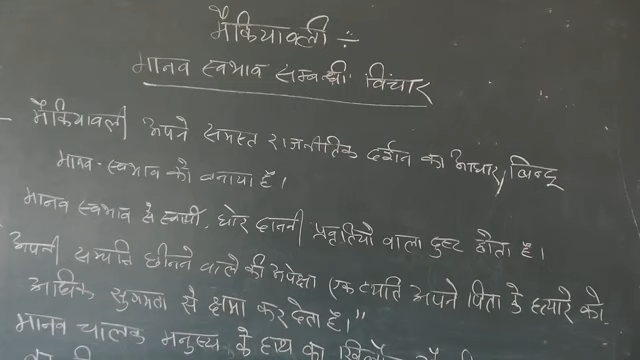 मैकियावली ÷
मानव स्वभाव सम्बन्धी विचार
- मैकियावली अपने समस्त राजनीतिक दर्शन का आधार, बिन्दू
मानव - स्वभाव को बनाया है।
मानव स्वभाव से स्वार्थी, घोर दानवी प्रवृतियों वाला दुष्ट होता है।
अपनी सम्पत्ति छीनने वाले की अपेक्षा एक व्यक्ति अपने पिता के हत्यारे को
अधिक सुगमता से क्षमा कर देता है।"
मानव चालक मनुष्य के हाथ का खिलौना